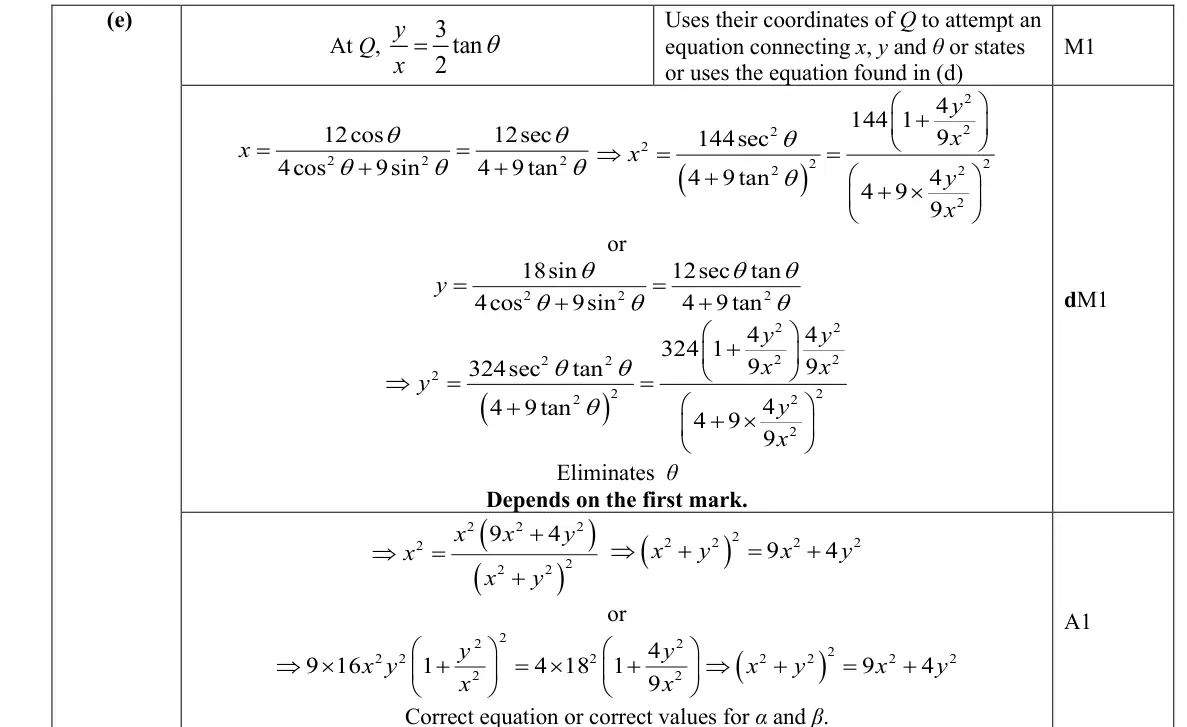 (e)
At Q, y/x = 3/2 tan θ
Uses their coordinates of Q to attempt an
equation connecting x, y and θ or states
or uses the equation found in (d)
M1
x = 12cosθ/(4cos² θ + 9sin² θ) = 12secθ/(4 + 9tan² θ) ⇒ x² = 144sec² θ/(4 + 9tan² θ)² = 144(1 + 4y²/9x²)/(4 + 9 × 4y²/9x²)²
or
y = 18sinθ/(4cos² θ + 9sin² θ) = 12secθ tanθ/(4 + 9tan² θ)
⇒ y² = 324sec² θ tan² θ/(4 + 9tan² θ)² = 324(1 + 4y²/9x²)4y²/9x²/(4 + 9 × 4y²/9x²)²
Eliminates θ
Depends on the first mark.
dM1
⇒ x² = x²(9x² + 4y²)/(x² + y²)² ⇒ (x² + y²)² = 9x² + 4y²
or
⇒ 9×16x²y²(1 + y²/x²)² = 4×18²(1 + 4y²/9x²) ⇒ (x² + y²)² = 9x² + 4y²
Correct equation or correct values for α and β.
A1